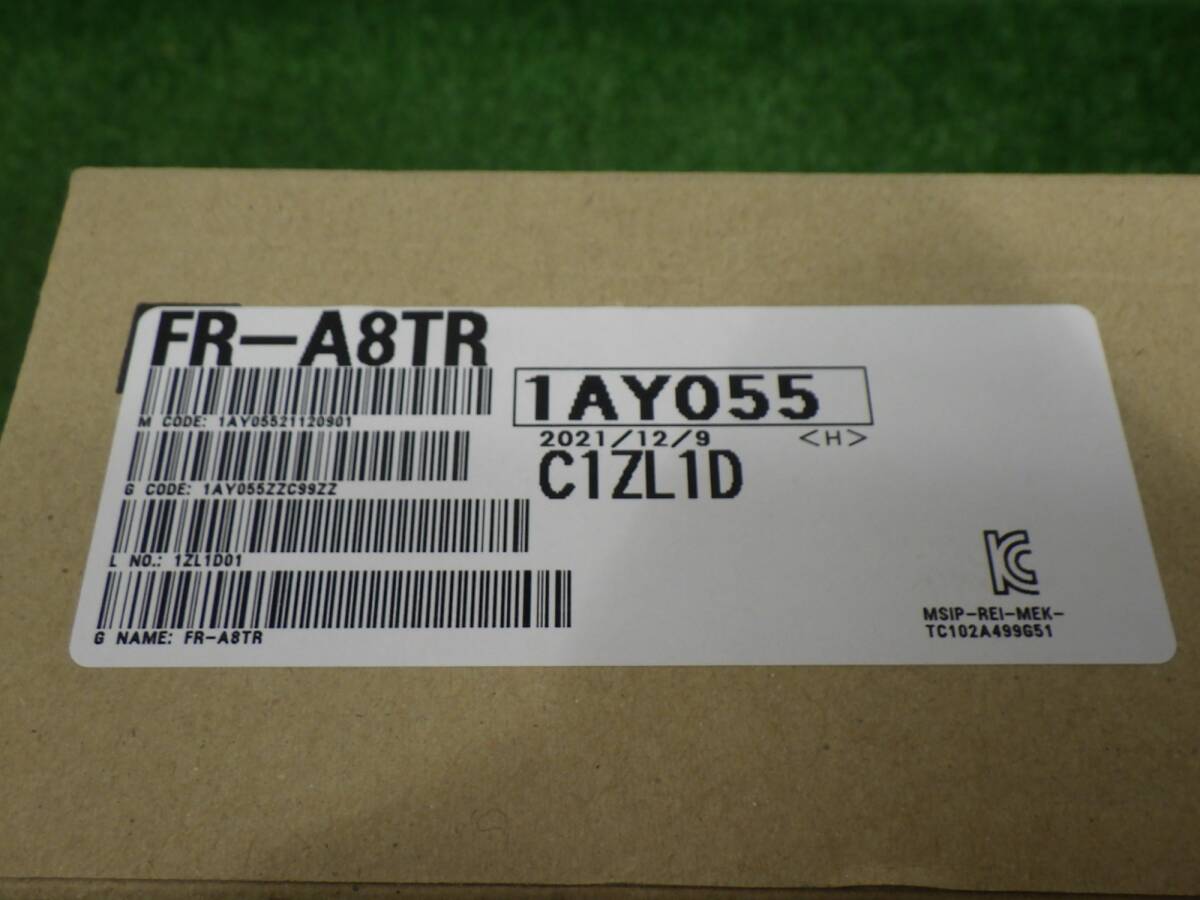 FR-A8TR
M CODE: 1AY05521120901
G CODE: 1AY055ZZC99ZZ
L NO.: 1ZL1D01
G NAME: FR-A8TR
1AY055
2021/12/9 <H>
C1ZL1D
MSIP-REI-MEK-
TC102A499G51